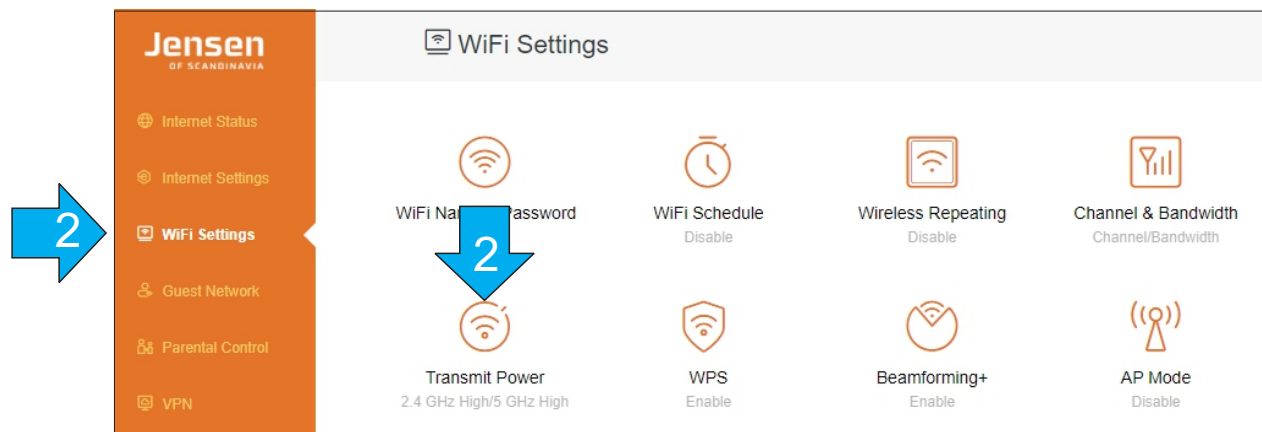 Jensen
OF SCANDINAVIA
WiFi Settings
Internet Status
Internet Settings
2
WiFi Settings
Guest Network
Parental Control
VPN
WiFi Password
WiFi Schedule
Disable
Wireless Repeating
Disable
Channel & Bandwidth
Channel/Bandwidth
2
Transmit Power
2.4 GHz High/5 GHz High
WPS
Enable
Beamforming+
Enable
AP Mode
Disable